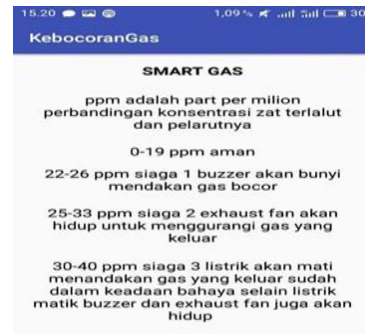 15.20
1,09 % 30
KebocoranGas
SMART GAS
ppm adalah part per milion
perbandingan konsentrasi zat terlalut
dan pelarutnya
0-19 ppm aman
22-26 ppm siaga 1 buzzer akan bunyi
mendakan gas bocor
25-33 ppm siaga 2 exhaust fan akan
hidup untuk menggurangi gas yang
keluar
30-40 ppm siaga 3 listrik akan mati
menandakan gas yang keluar sudah
dalam keadaan bahaya selain listrik
matik buzzer dan exhaust fan juga akan
hidup